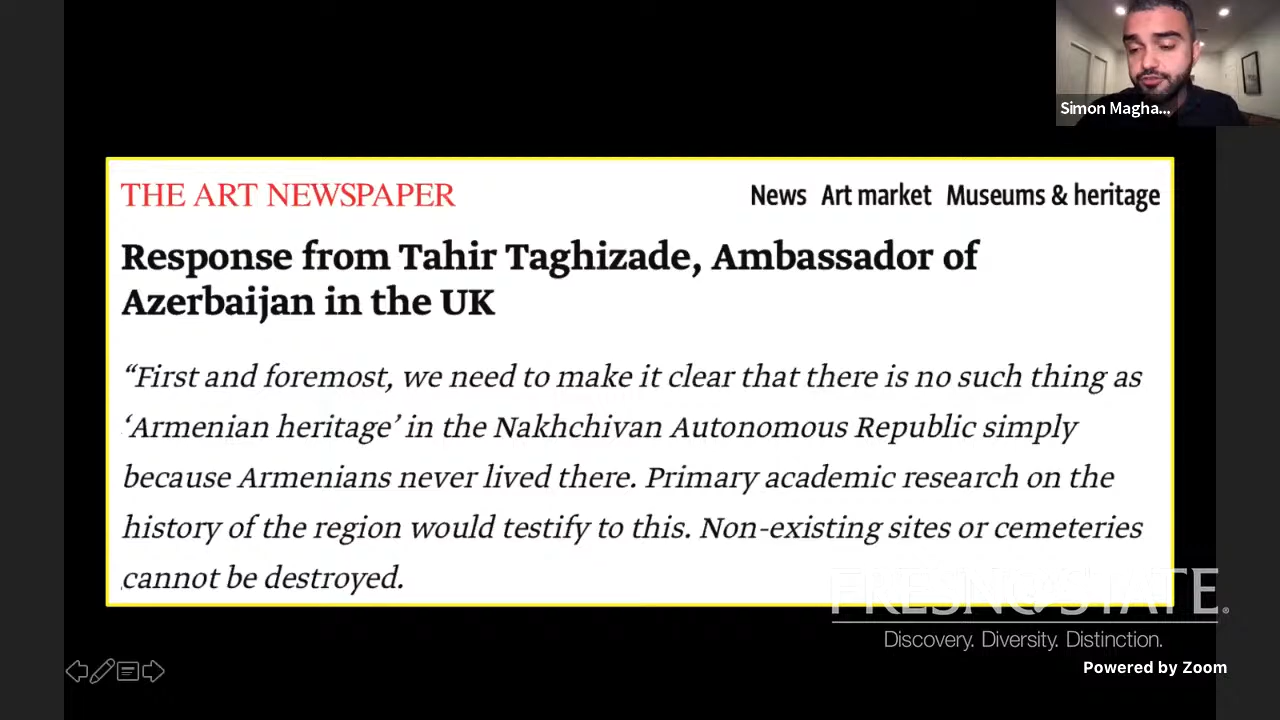 Simon Magha...
THE ART NEWSPAPER
News Art market Museums & heritage
Response from Tahir Taghizade, Ambassador of
Azerbaijan in the UK
“First and foremost, we need to make it clear that there is no such thing as
‘Armenian heritage’ in the Nakhchivan Autonomous Republic simply
because Armenians never lived there. Primary academic research on the
history of the region would testify to this. Non-existing sites or cemeteries
cannot be destroyed.
FRESNO STATE.
Discovery. Diversity. Distinction.
Powered by Zoom